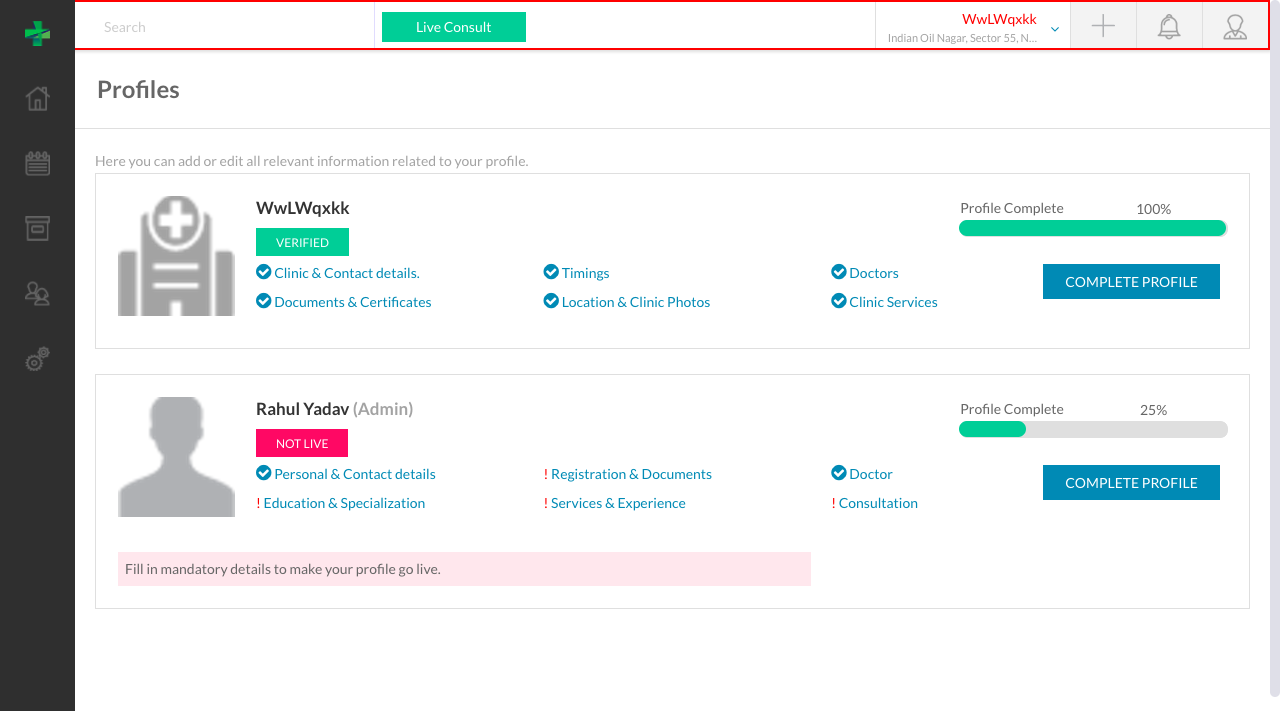 Search
Live Consult
WwLWqxkk
Indian Oil Nagar, Sector 55, N...
Profiles
Here you can add or edit all relevant information related to your profile.
WwLWqxkk
Profile Complete 100%
VERIFIED
Clinic & Contact details. Timings Doctors
COMPLETE PROFILE
Documents & Certificates Location & Clinic Photos Clinic Services
Rahul Yadav (Admin)
Profile Complete 25%
NOT LIVE
Personal & Contact details ! Registration & Documents Doctor
COMPLETE PROFILE
! Education & Specialization ! Services & Experience ! Consultation
Fill in mandatory details to make your profile go live.